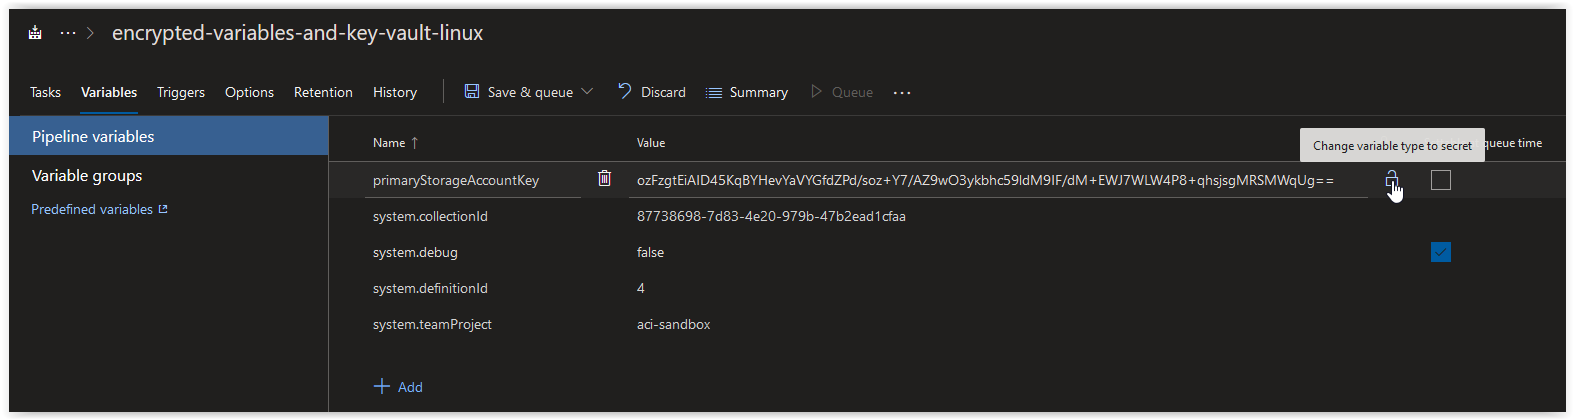 encrypted-variables-and-key-vault-linux
Tasks Variables Triggers Options Retention History Save & queue Discard Summary Queue
Pipeline variables
Variable groups
Predefined variables
Name Value Change variable type to secret queue time
primaryStorageAccountKey ozFzgtEiAID45KqBYHevYaVYGfdZPd/soz+Y7/AZ9wO3ykbhc59ldM9IF/dM+EWJ7WLW4P8+qhsjsgMRSMWqUg==
system.collectionId 87738698-7d83-4e20-979b-47b2ead1cfaa
system.debug false
system.definitionId 4
system.teamProject aci-sandbox
Add